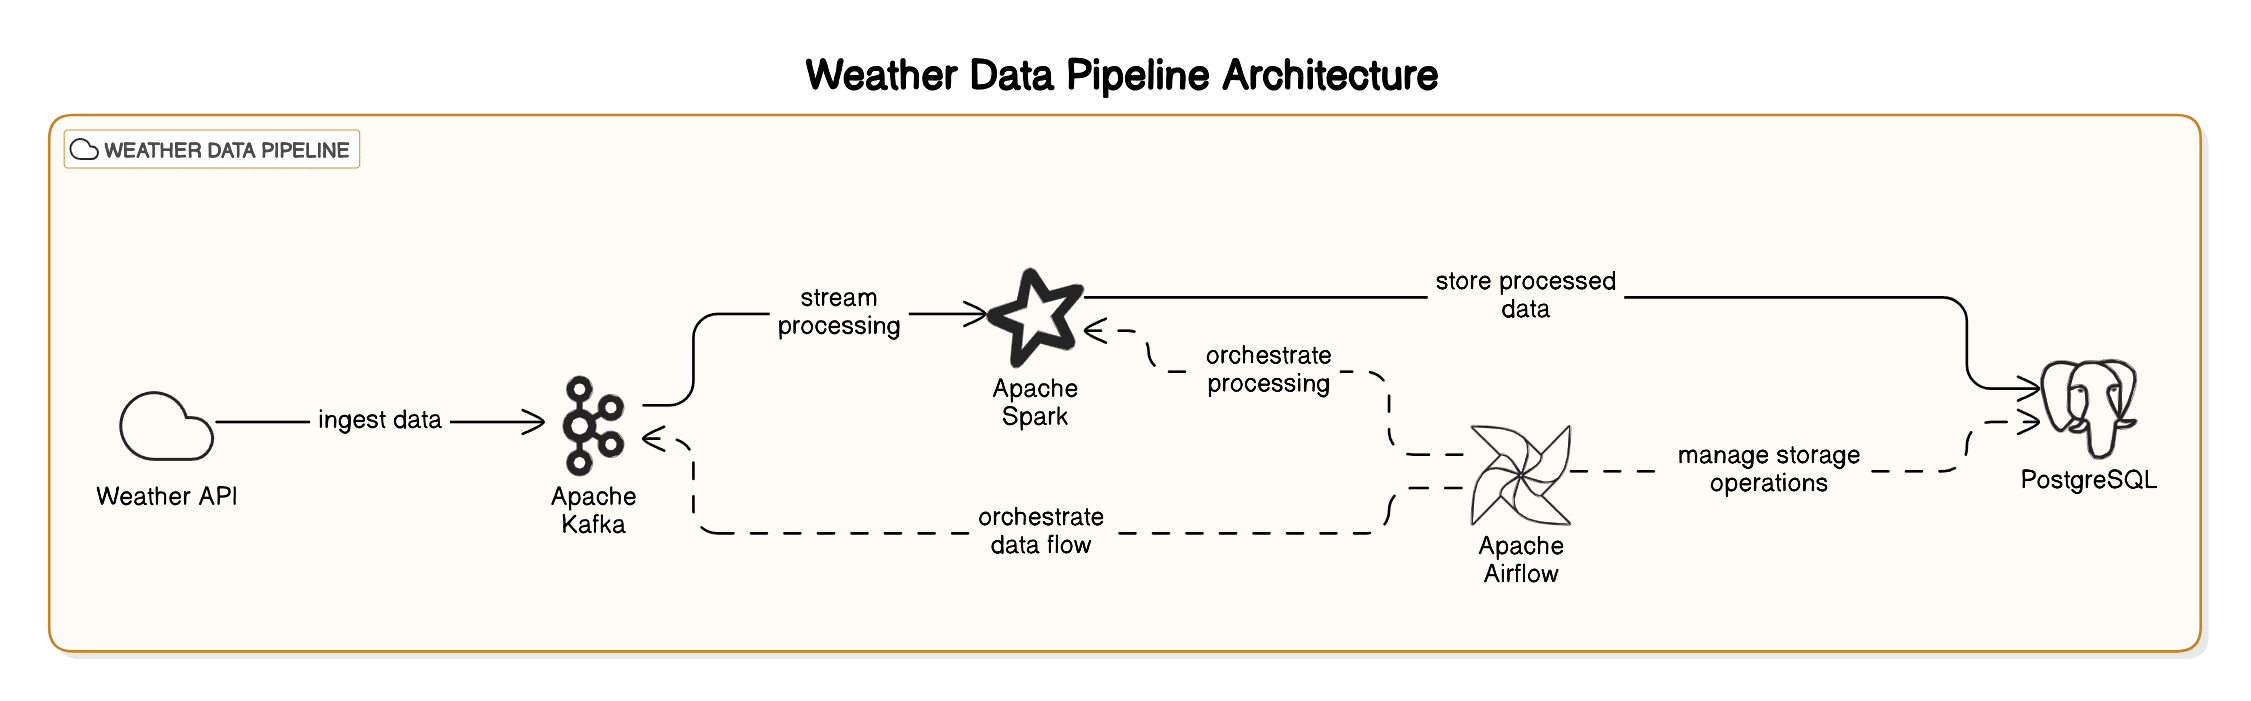 Weather Data Pipeline Architecture
WEATHER DATA PIPELINE
Weather API
ingest data
Apache
Kafka
stream
processing
Apache
Spark
store processed
data
orchestrate
processing
orchestrate
data flow
Apache
Airflow
manage storage
operations
PostgreSQL